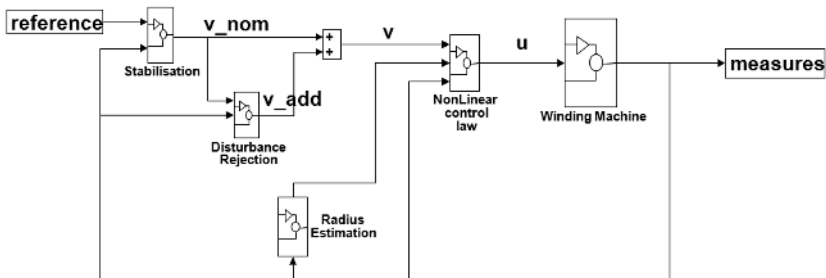 reference
v_nom
Stabilisation
v_add
Disturbance
Rejection
+
+
v
NonLinear
control
law
u
Winding Machine
measures
Radius
Estimation